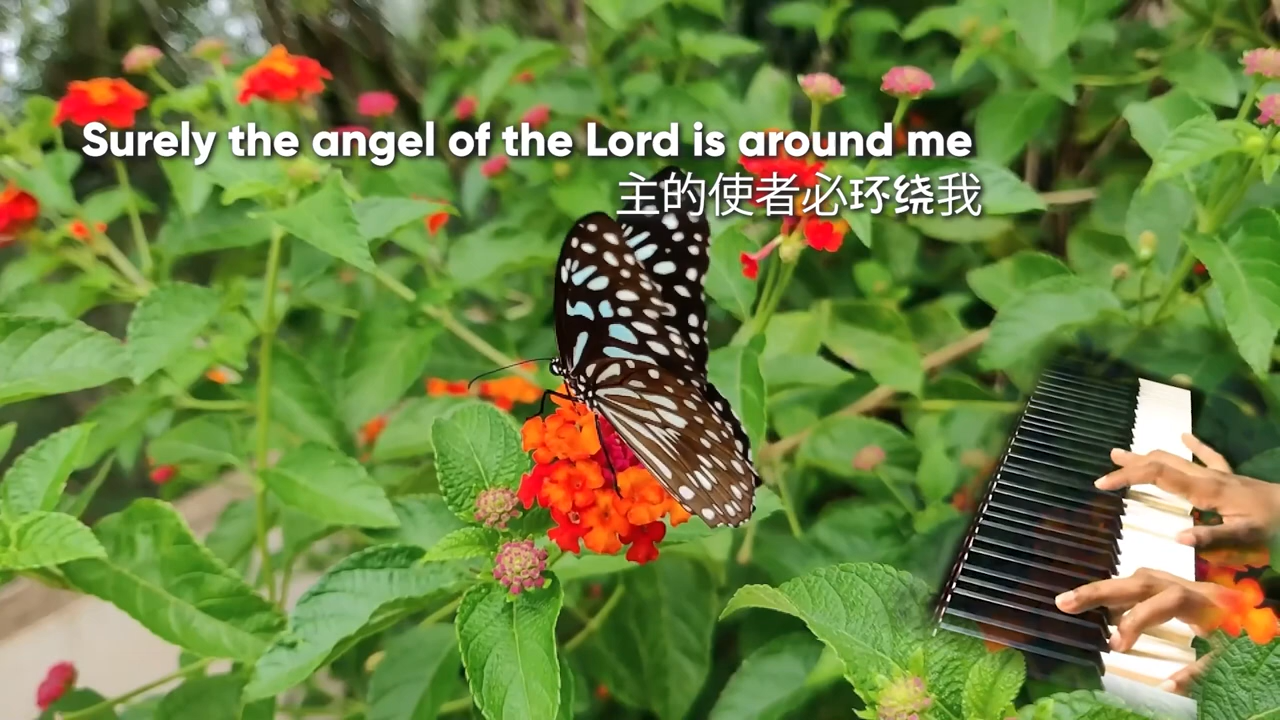 Surely the angel of the Lord is around me
主的使者必环绕我